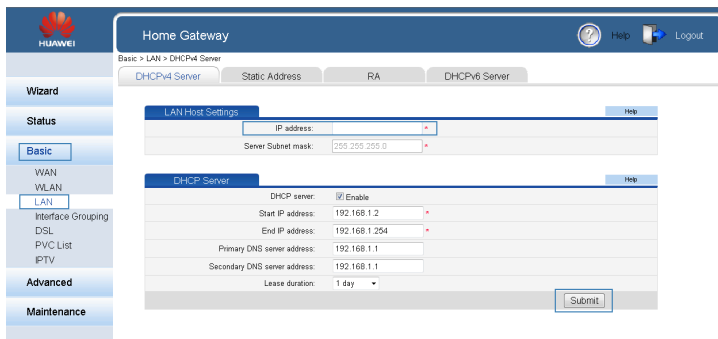 HUAWEI
Home Gateway
Help
Logout
Basic > LAN > DHCPv4 Server
DHCPv4 Server
Static Address
RA
DHCPv6 Server
Wizard
Status
Basic
WAN
WLAN
LAN
Interface Grouping
DSL
PVC List
IPTV
Advanced
Maintenance
LAN Host Settings
Help
IP address: *
Server Subnet mask: 255.255.255.0 *
DHCP Server
Help
DHCP server: Enable
Start IP address: 192.168.1.2 *
End IP address: 192.168.1.254 *
Primary DNS server address: 192.168.1.1
Secondary DNS server address: 192.168.1.1
Lease duration: 1 day
Submit